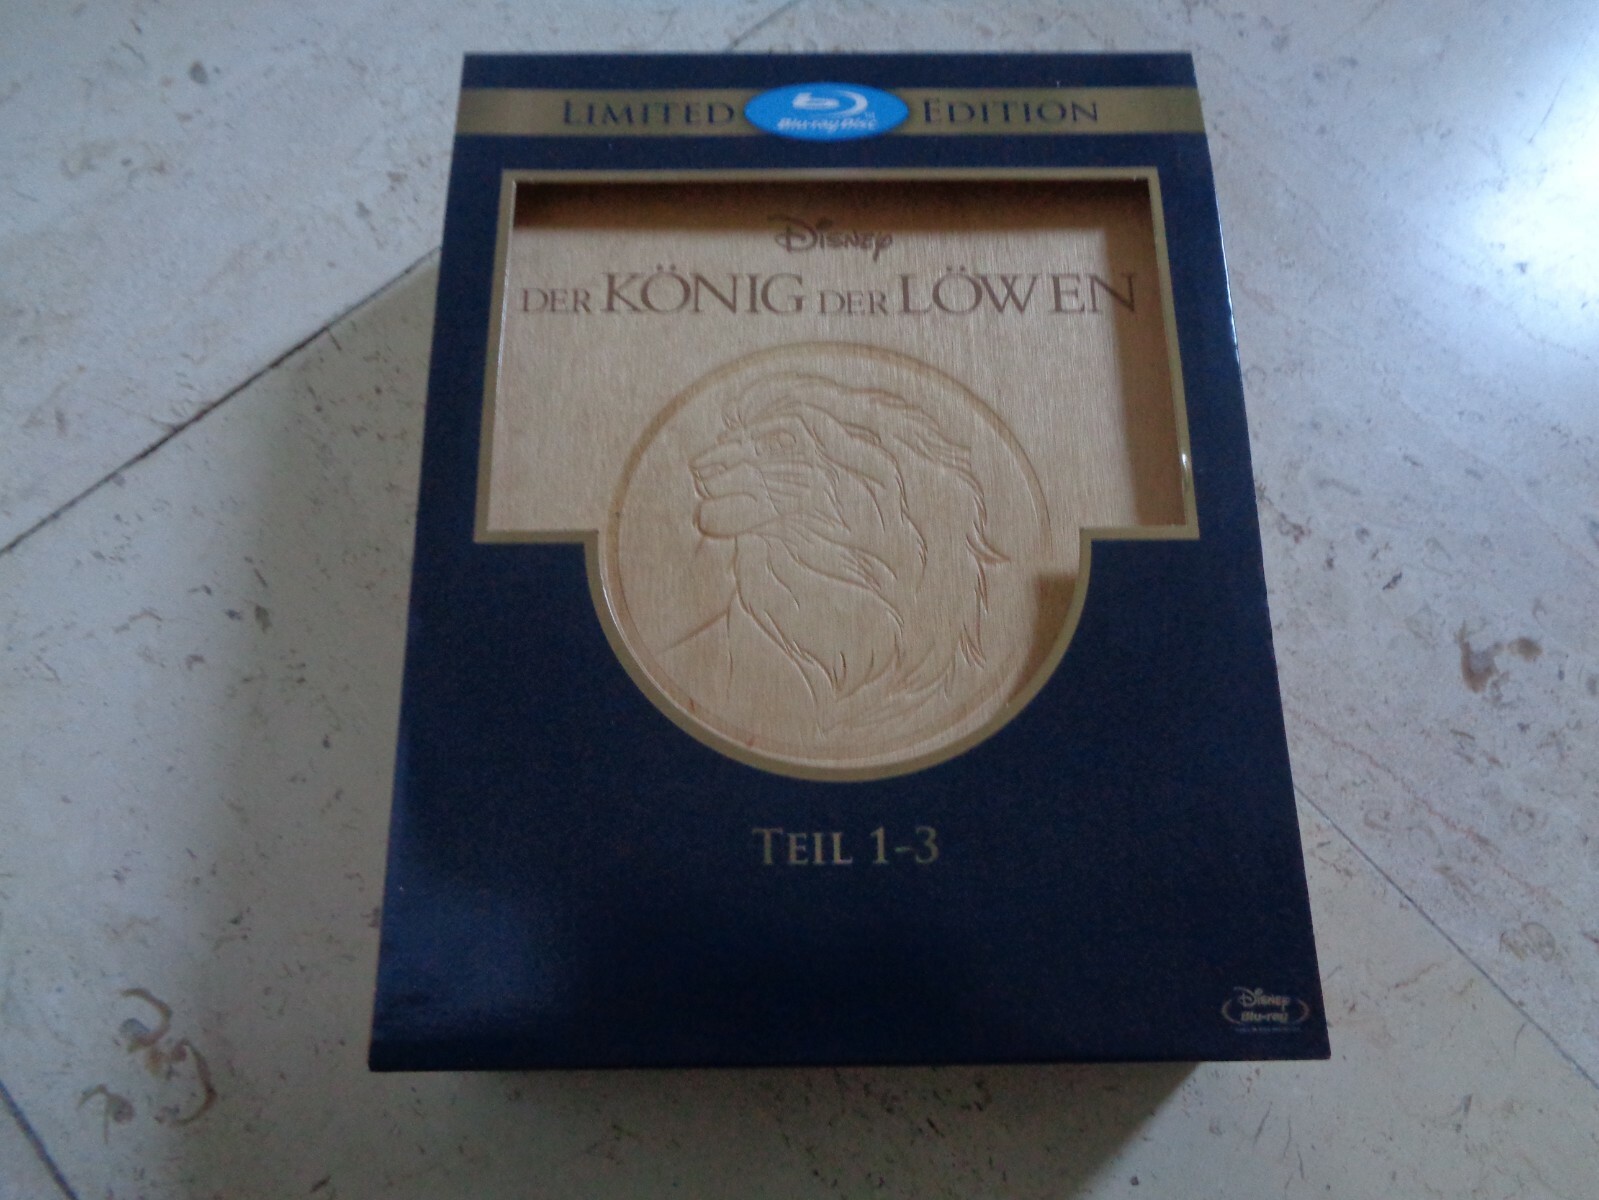 LIMITED Blu-ray Disc EDITION
DISNEY
DER KÖNIG DER LÖWEN
TEIL 1-3
DISNEY
Blu-ray